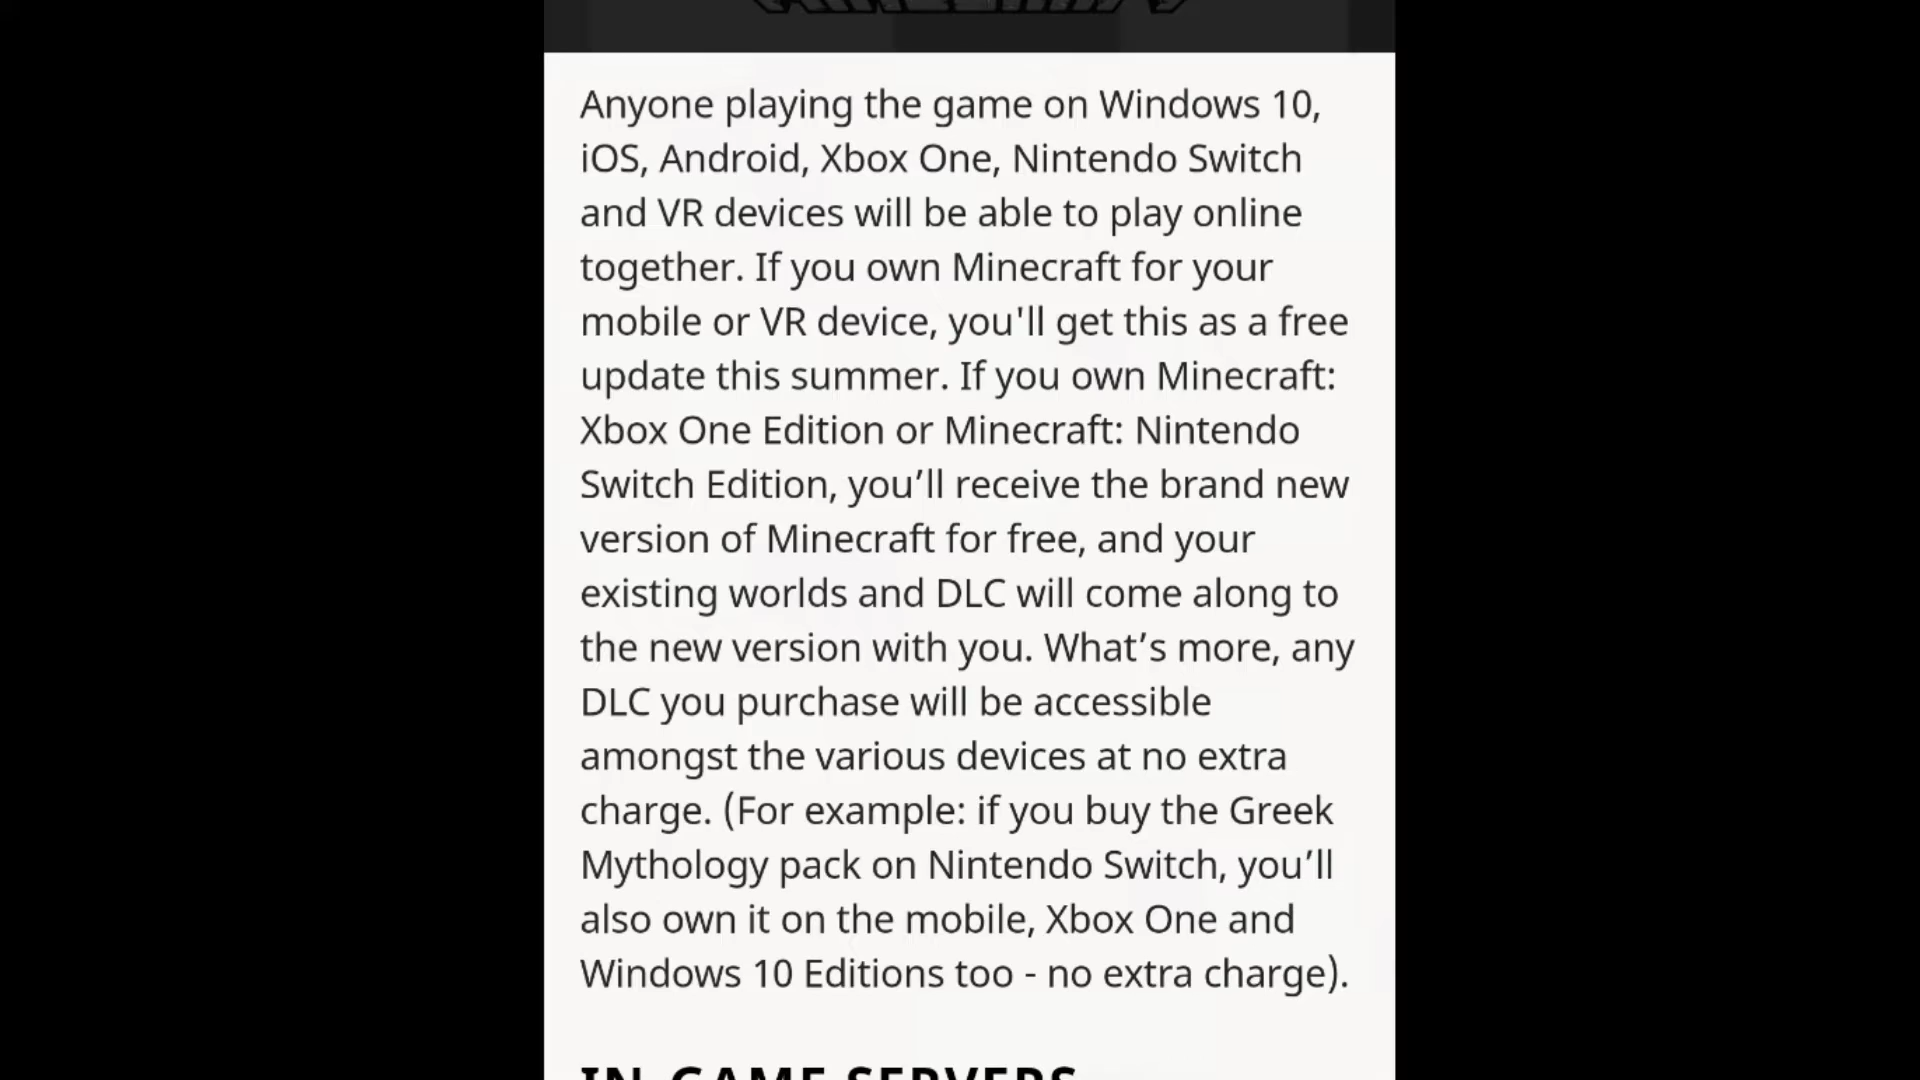 Anyone playing the game on Windows 10,
iOS, Android, Xbox One, Nintendo Switch
and VR devices will be able to play online
together. If you own Minecraft for your
mobile or VR device, you'll get this as a free
update this summer. If you own Minecraft:
Xbox One Edition or Minecraft: Nintendo
Switch Edition, you’ll receive the brand new
version of Minecraft for free, and your
existing worlds and DLC will come along to
the new version with you. What’s more, any
DLC you purchase will be accessible
amongst the various devices at no extra
charge. (For example: if you buy the Greek
Mythology pack on Nintendo Switch, you’ll
also own it on the mobile, Xbox One and
Windows 10 Editions too - no extra charge).
IN-GAME SERVERS